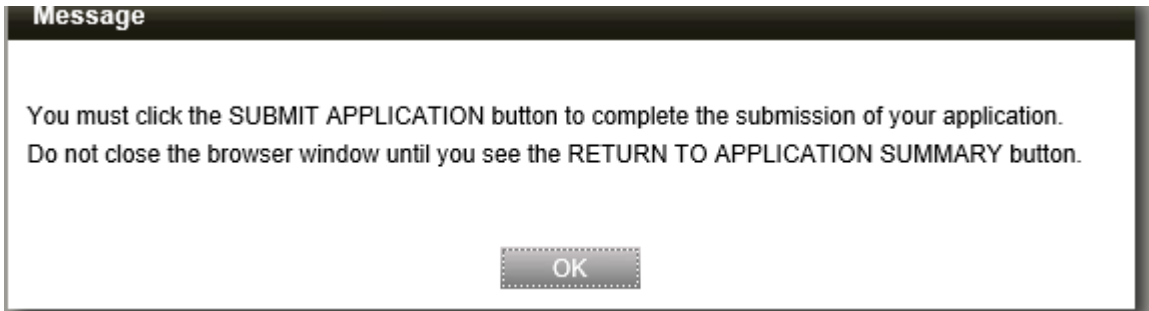 Message
You must click the SUBMIT APPLICATION button to complete the submission of your application.
Do not close the browser window until you see the RETURN TO APPLICATION SUMMARY button.
OK